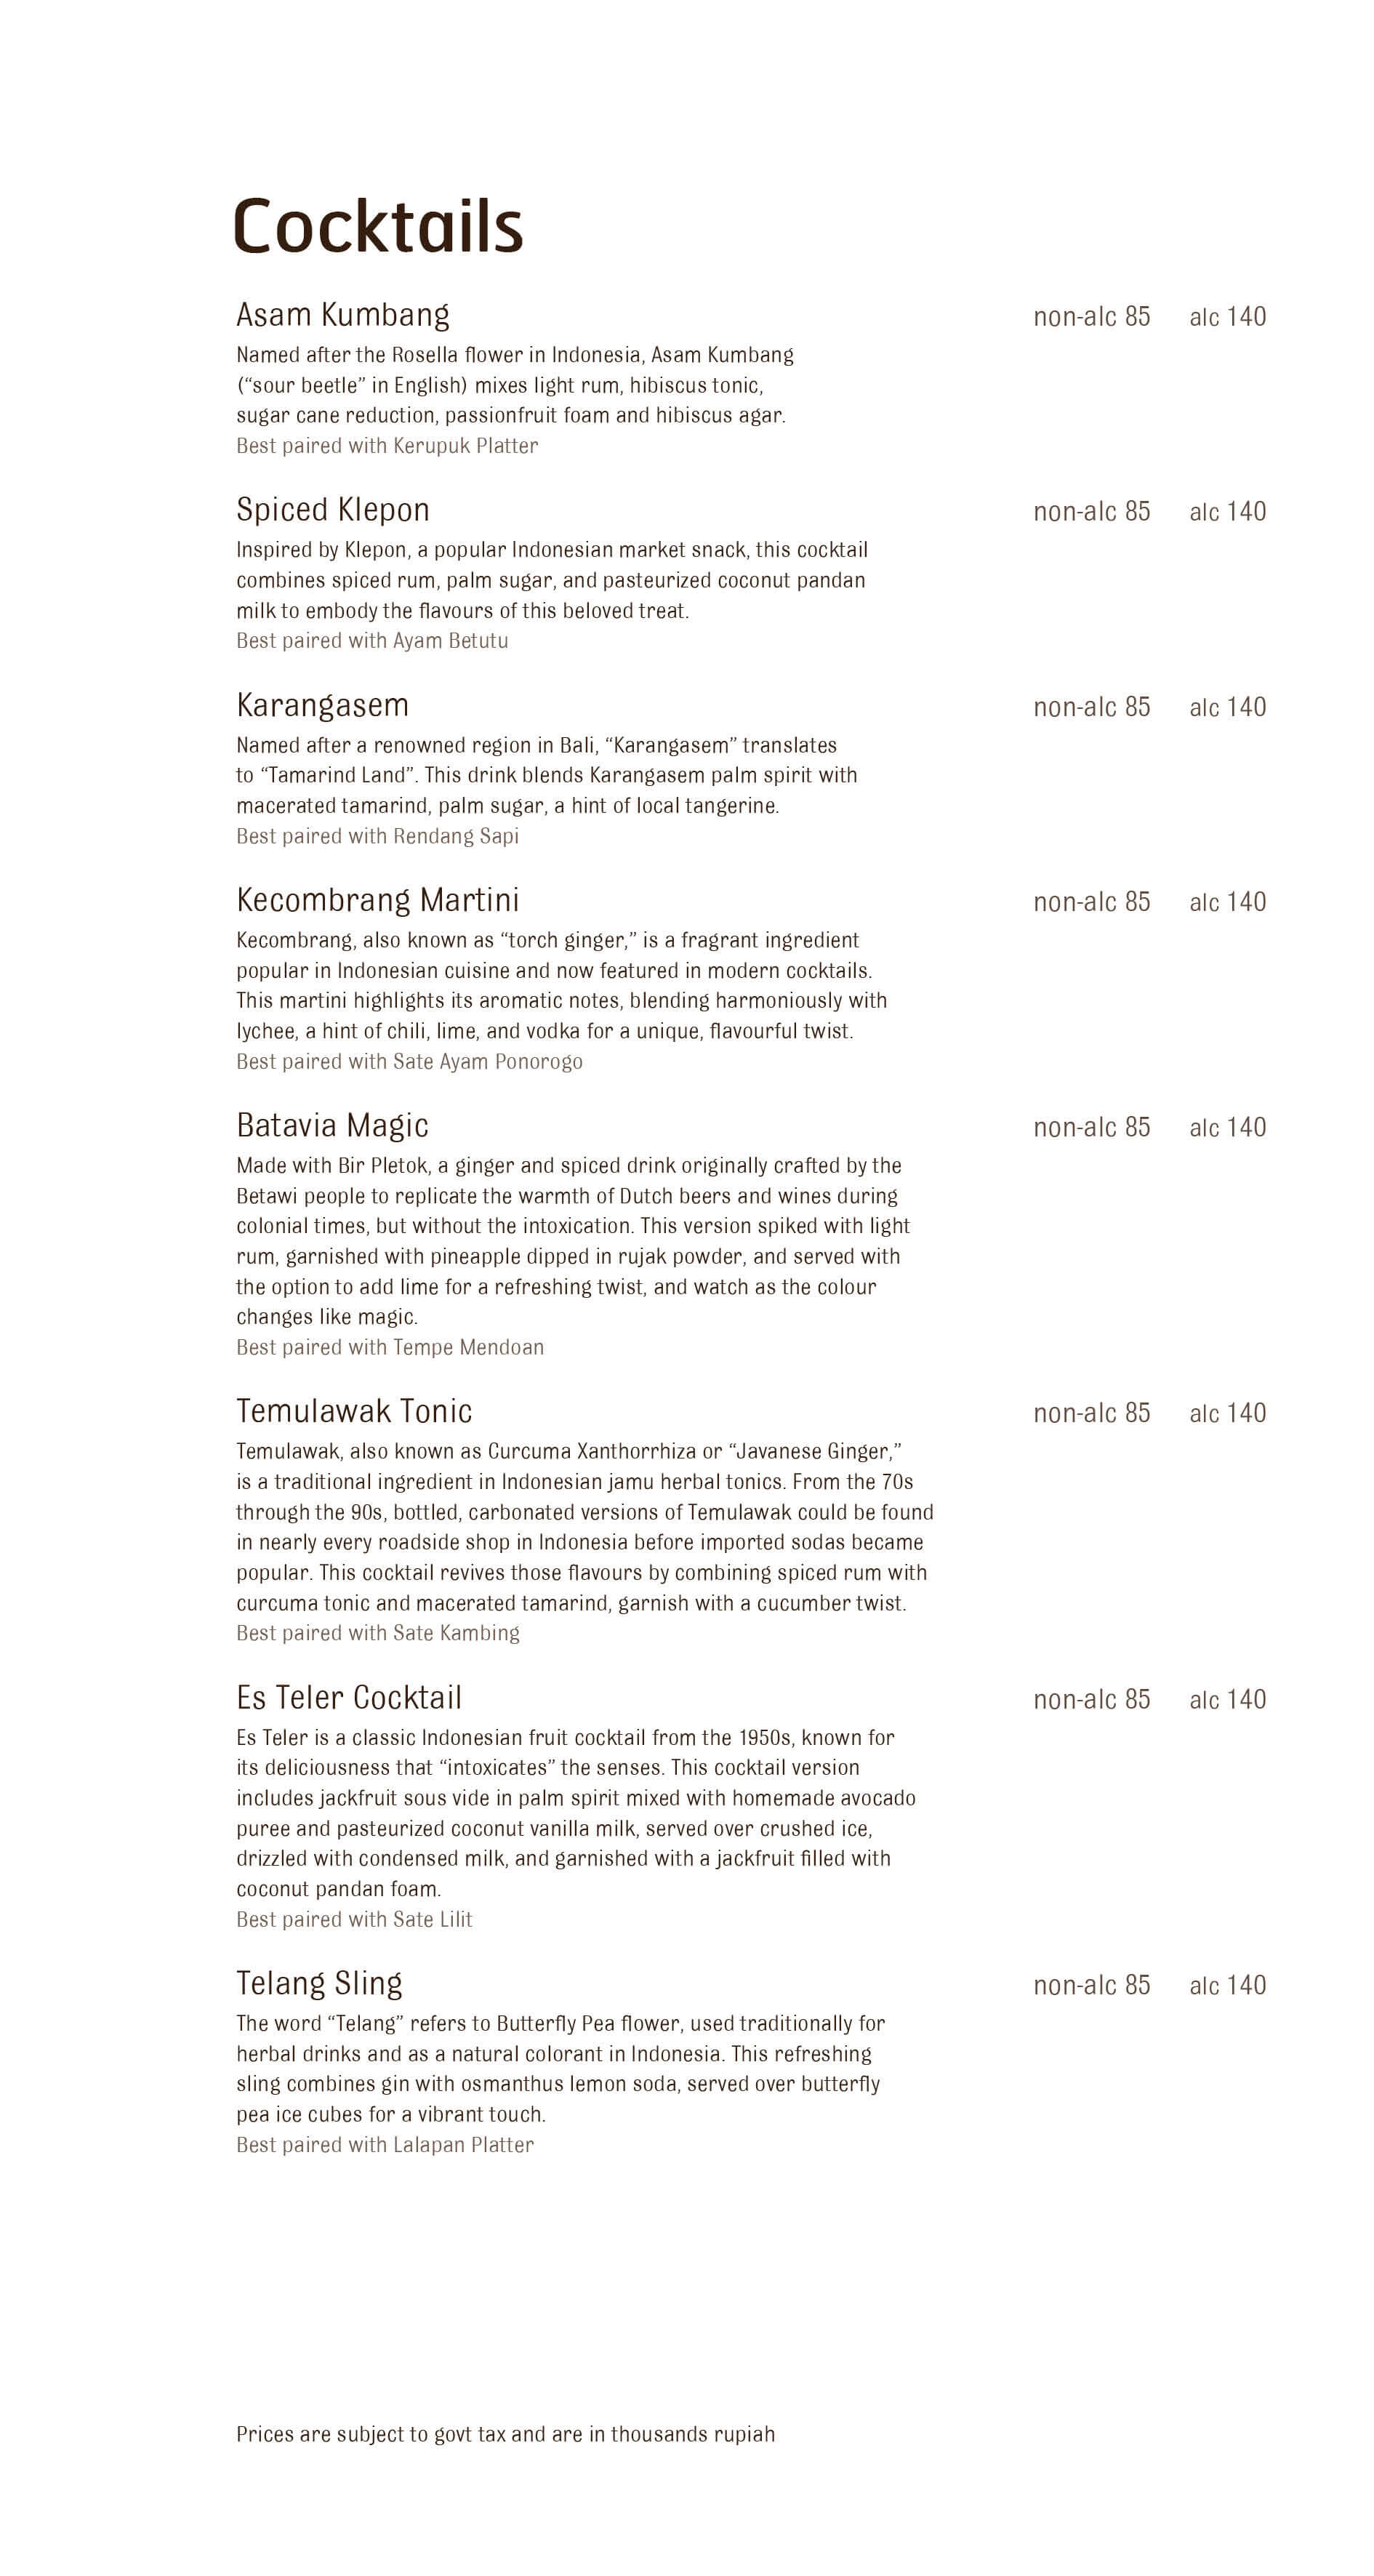 Cocktails
Asam Kumbang non-alc 85 alc 140
Named after the Rosella flower in Indonesia, Asam Kumbang
(“sour beetle” in English) mixes light rum, hibiscus tonic,
sugar cane reduction, passionfruit foam and hibiscus agar.
Best paired with Kerupuk Platter
Spiced Klepon non-alc 85 alc 140
Inspired by Klepon, a popular Indonesian market snack, this cocktail
combines spiced rum, palm sugar, and pasteurized coconut pandan
milk to embody the flavours of this beloved treat.
Best paired with Ayam Betutu
Karangasem non-alc 85 alc 140
Named after a renowned region in Bali, “Karangasem” translates
to “Tamarind Land”. This drink blends Karangasem palm spirit with
macerated tamarind, palm sugar, a hint of local tangerine.
Best paired with Rendang Sapi
Kecombrang Martini non-alc 85 alc 140
Kecombrang, also known as “torch ginger,” is a fragrant ingredient
popular in Indonesian cuisine and now featured in modern cocktails.
This martini highlights its aromatic notes, blending harmoniously with
lychee, a hint of chili, lime, and vodka for a unique, flavourful twist.
Best paired with Sate Ayam Ponorogo
Batavia Magic non-alc 85 alc 140
Made with Bir Pletok, a ginger and spiced drink originally crafted by the
Betawi people to replicate the warmth of Dutch beers and wines during
colonial times, but without the intoxication. This version spiked with light
rum, garnished with pineapple dipped in rujak powder, and served with
the option to add lime for a refreshing twist, and watch as the colour
changes like magic.
Best paired with Tempe Mendoan
Temulawak Tonic non-alc 85 alc 140
Temulawak, also known as Curcuma Xanthorrhiza or “Javanese Ginger,”
is a traditional ingredient in Indonesian jamu herbal tonics. From the 70s
through the 90s, bottled, carbonated versions of Temulawak could be found
in nearly every roadside shop in Indonesia before imported sodas became
popular. This cocktail revives those flavours by combining spiced rum with
curcuma tonic and macerated tamarind, garnish with a cucumber twist.
Best paired with Sate Kambing
Es Teler Cocktail non-alc 85 alc 140
Es Teler is a classic Indonesian fruit cocktail from the 1950s, known for
its deliciousness that “intoxicates” the senses. This cocktail version
includes jackfruit sous vide in palm spirit mixed with homemade avocado
puree and pasteurized coconut vanilla milk, served over crushed ice,
drizzled with condensed milk, and garnished with a jackfruit filled with
coconut pandan foam.
Best paired with Sate Lilit
Telang Sling non-alc 85 alc 140
The word “Telang” refers to Butterfly Pea flower, used traditionally for
herbal drinks and as a natural colorant in Indonesia. This refreshing
sling combines gin with osmanthus lemon soda, served over butterfly
pea ice cubes for a vibrant touch.
Best paired with Lalapan Platter
Prices are subject to govt tax and are in thousands rupiah